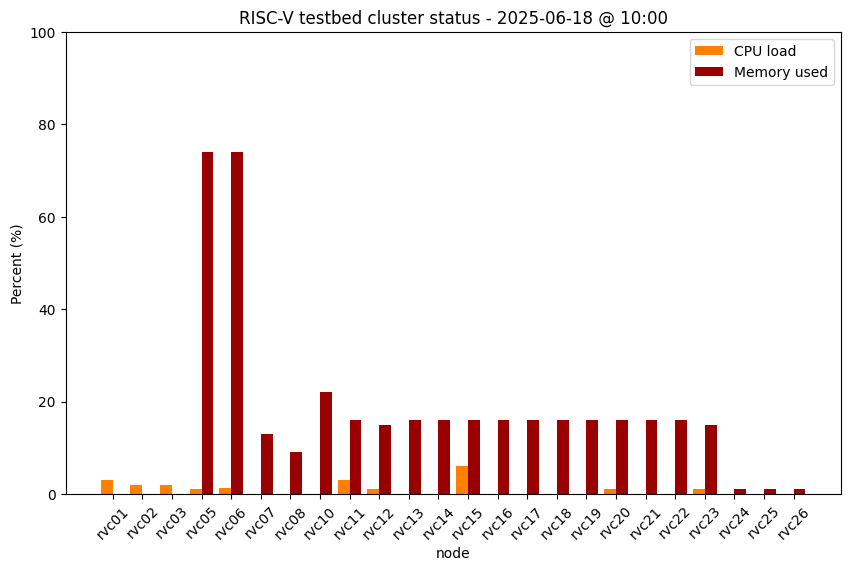 RISC-V testbed cluster status - 2025-06-18 @ 10:00
CPU load
Memory used
Percent (%)
100
80
60
40
20
0
rvc01 rvc02 rvc03 rvc05 rvc06 rvc07 rvc08 rvc10 rvc11 rvc12 rvc13 rvc14 rvc15 rvc16 rvc17 rvc18 rvc19 rvc20 rvc21 rvc22 rvc23 rvc24 rvc25 rvc26
node